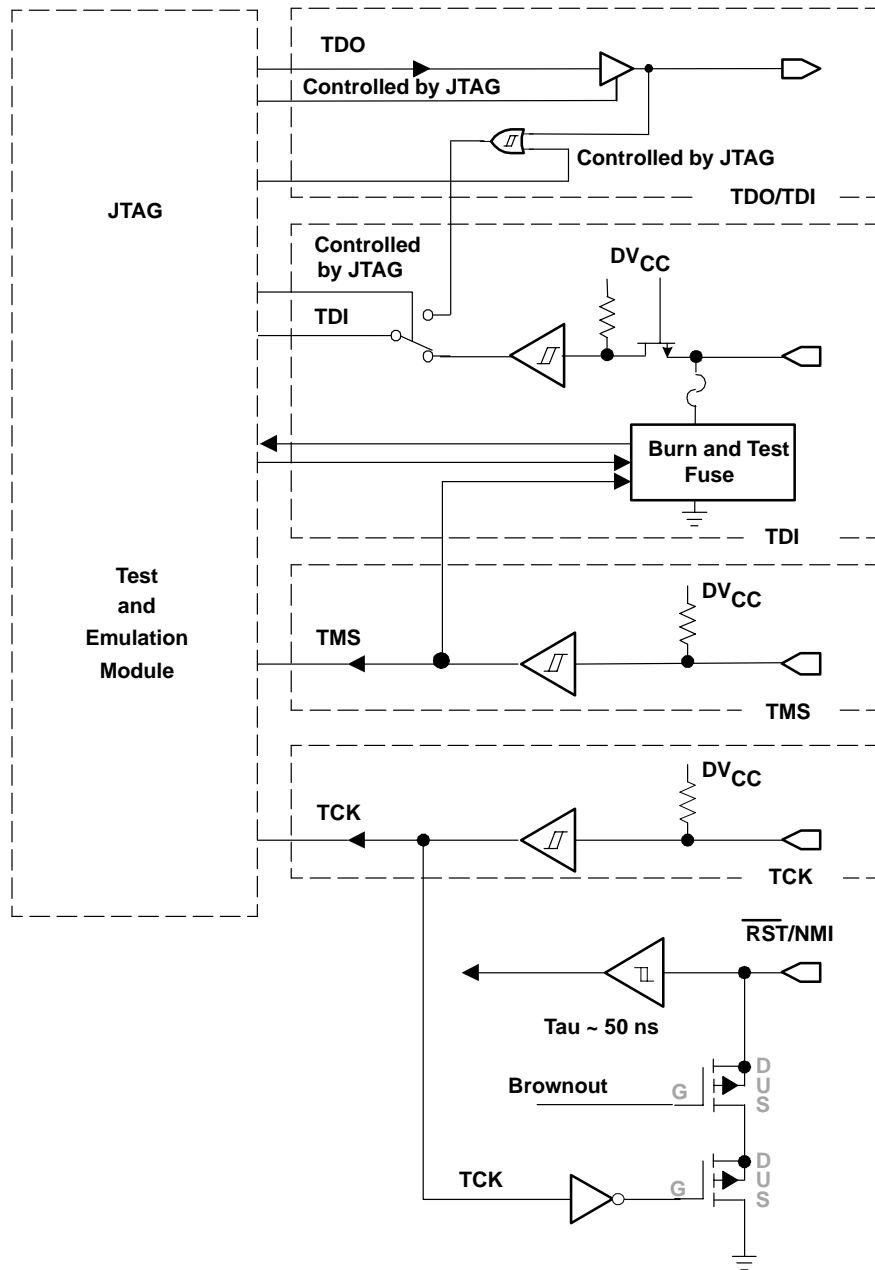 TDO
Controlled by JTAG
Controlled by JTAG
TDO/TDI
JTAG
Controlled
by JTAG
TDI
DVCC
Burn and Test
Fuse
TDI
Test
and
Emulation
Module
TMS
DVCC
TMS
TCK
DVCC
TCK
RST/NMI
Tau ~ 50 ns
Brownout
G
D
U
S
TCK
G
D
U
S